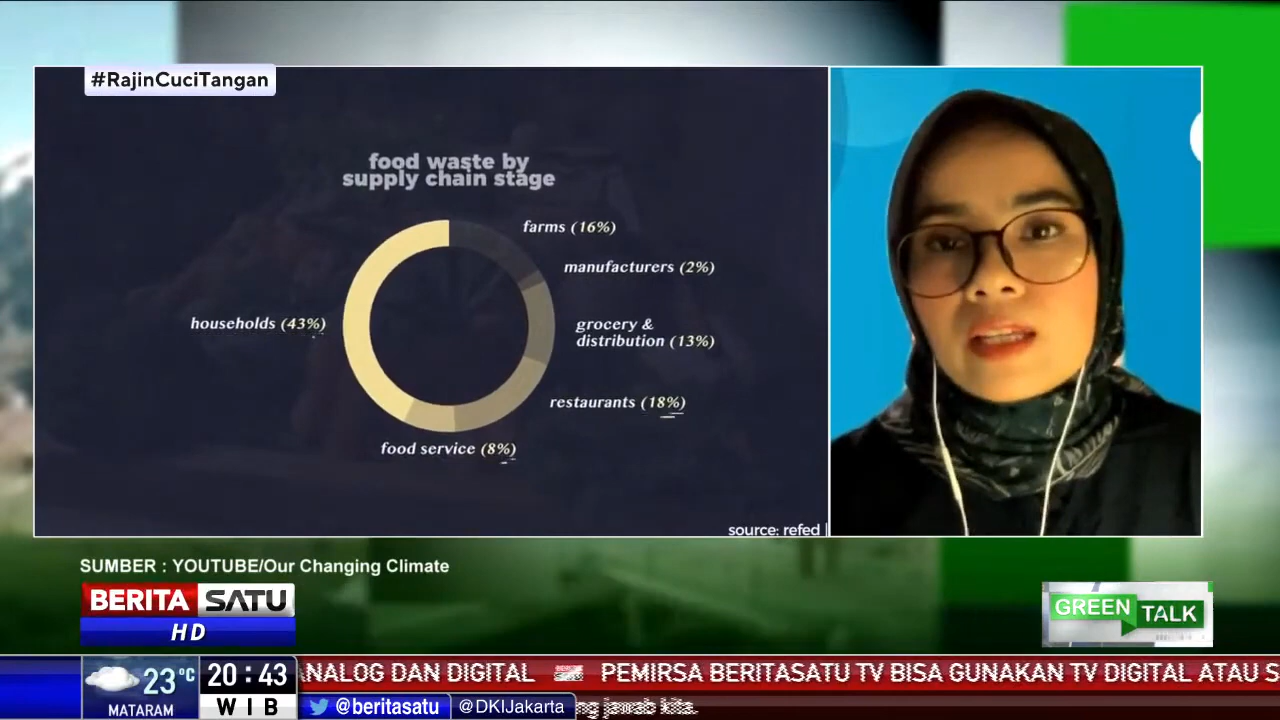 #RajinCuciTangan
food waste by
supply chain stage
farms (16%)
manufacturers (2%)
households (43%)
grocery &
distribution (13%)
restaurants (18%)
food service (8%)
source: refed |
SUMBER : YOUTUBE/Our Changing Climate
BERITA SATU
HD
GREEN TALK
23°C
MATARAM
20:43
WIB
NALOG DAN DIGITAL PEMIRSA BERITASATU TV BISA GUNAKAN TV DIGITAL ATAU S
@beritasatu @DKIJakarta jawab kita.